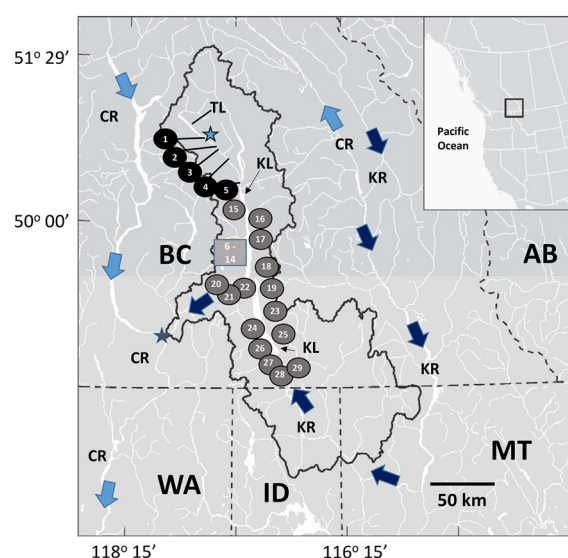 51° 29′
TL
CR
CR
Pacific
Ocean
1
2
3
4
5
KL
KR
15
16
17
50° 00′
BC
6 -
14
AB
18
19
20
21
22
23
24
25
26
KL
27
28
29
CR
KR
KR
CR
WA
ID
MT
50 km
118° 15′
116° 15′